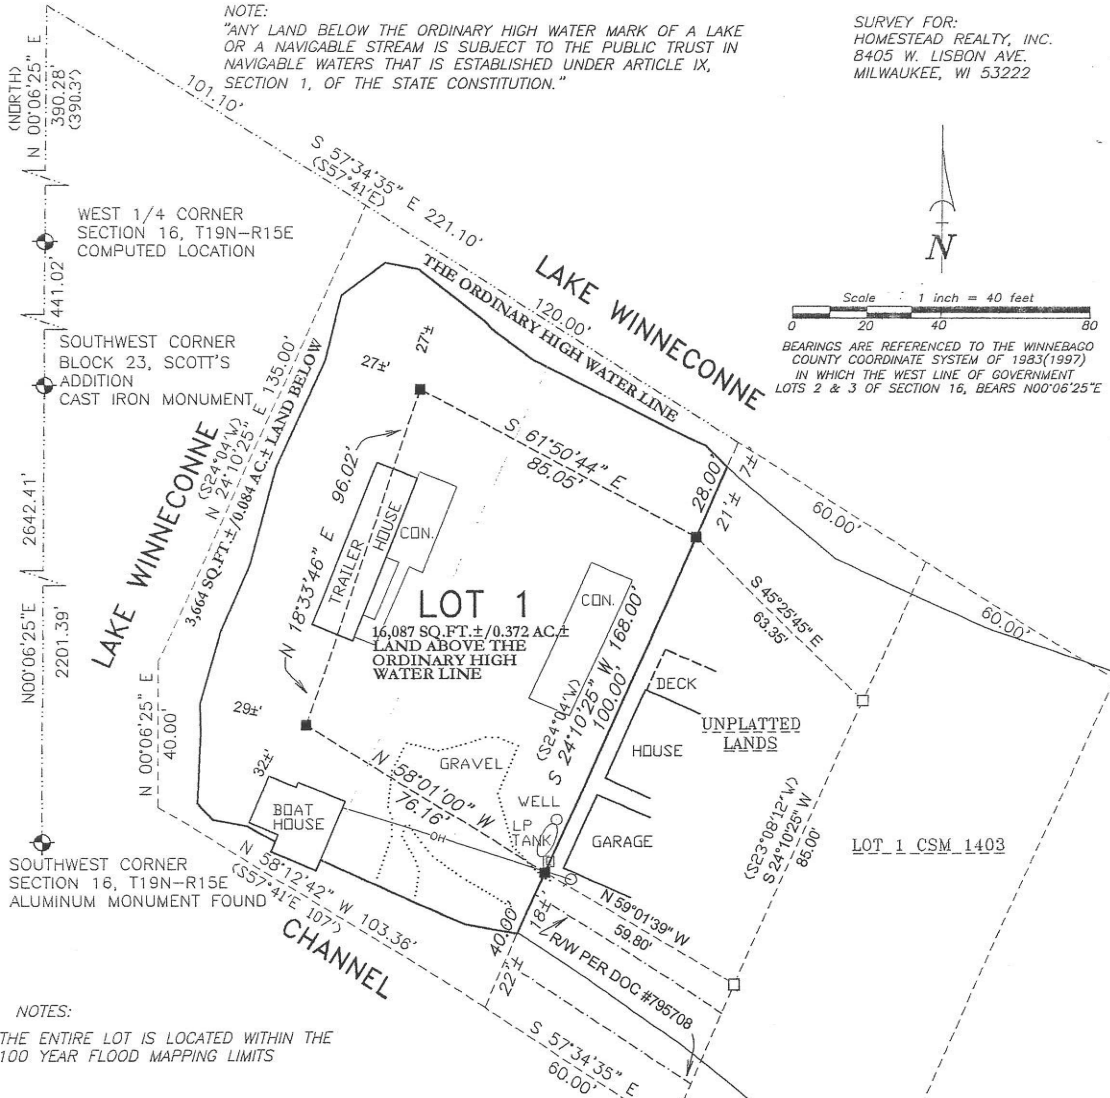 NOTE:
"ANY LAND BELOW THE ORDINARY HIGH WATER MARK OF A LAKE
OR A NAVIGABLE STREAM IS SUBJECT TO THE PUBLIC TRUST IN
NAVIGABLE WATERS THAT IS ESTABLISHED UNDER ARTICLE IX,
SECTION 1, OF THE STATE CONSTITUTION."
SURVEY FOR:
HOMESTEAD REALTY, INC.
8405 W. LISBON AVE.
MILWAUKEE, WI 53222
(NORTH)
N 00°06'25" E
390.28
(390.3')
101.10'
S 57°34'35" E 221.10'
(S57°41'E)
WEST 1/4 CORNER
SECTION 16, T19N-R15E
COMPUTED LOCATION
441.02'
N
Scale : 1 inch = 40 feet
0 20 40 80
BEARINGS ARE REFERENCED TO THE WINNEBAGO
COUNTY COORDINATE SYSTEM OF 1983(1997)
IN WHICH THE WEST LINE OF GOVERNMENT
LOTS 2 & 3 OF SECTION 16, BEARS N00°06'25"E
LAKE WINNECONNE
120.00'
THE ORDINARY HIGH WATER LINE
SOUTHWEST CORNER
BLOCK 23, SCOTT'S
ADDITION
CAST IRON MONUMENT
27'±
27±'
LAKE WINNECONNE
(S24°04'W)
N 24°10'25" E 135.00'
3,664 SQ.FT.±/0.084 AC.± LAND BELOW
S 61°50'44" E
85.05'
28.00'
7'±
21'±
60.00'
60.00'
2642.41'
96.02'
N 18°33'46" E
TRAILER
HOUSE
CON.
CON.
LOT 1
16,087 SQ.FT.±/0.372 AC.±
LAND ABOVE THE
ORDINARY HIGH
WATER LINE
S 45°25'45" E
63.35'
(S24°04'W)
S 24°10'25" W 168.00'
100.00'
DECK
HOUSE
UNPLATTED
LANDS
N00°06'25"E
2201.39'
N 00°06'25" E
40.00'
29±'
32±'
N 58°01'00" W
76.16'
GRAVEL
WELL
LP
TANK
GARAGE
BOAT
HOUSE
OH
(S23°08'12"W)
S 24°10'25" W
65.00'
LOT 1 CSM 1403
SOUTHWEST CORNER
SECTION 16, T19N-R15E
ALUMINUM MONUMENT FOUND
N 58°12'42" W 103.36'
(S57°41'E 107')
CHANNEL
40.00'
18'±
22'±
N 59°01'39" W
59.80'
R/W PER DOC #795708
S 57°34'35" E
60.00'
NOTES:
THE ENTIRE LOT IS LOCATED WITHIN THE
100 YEAR FLOOD MAPPING LIMITS